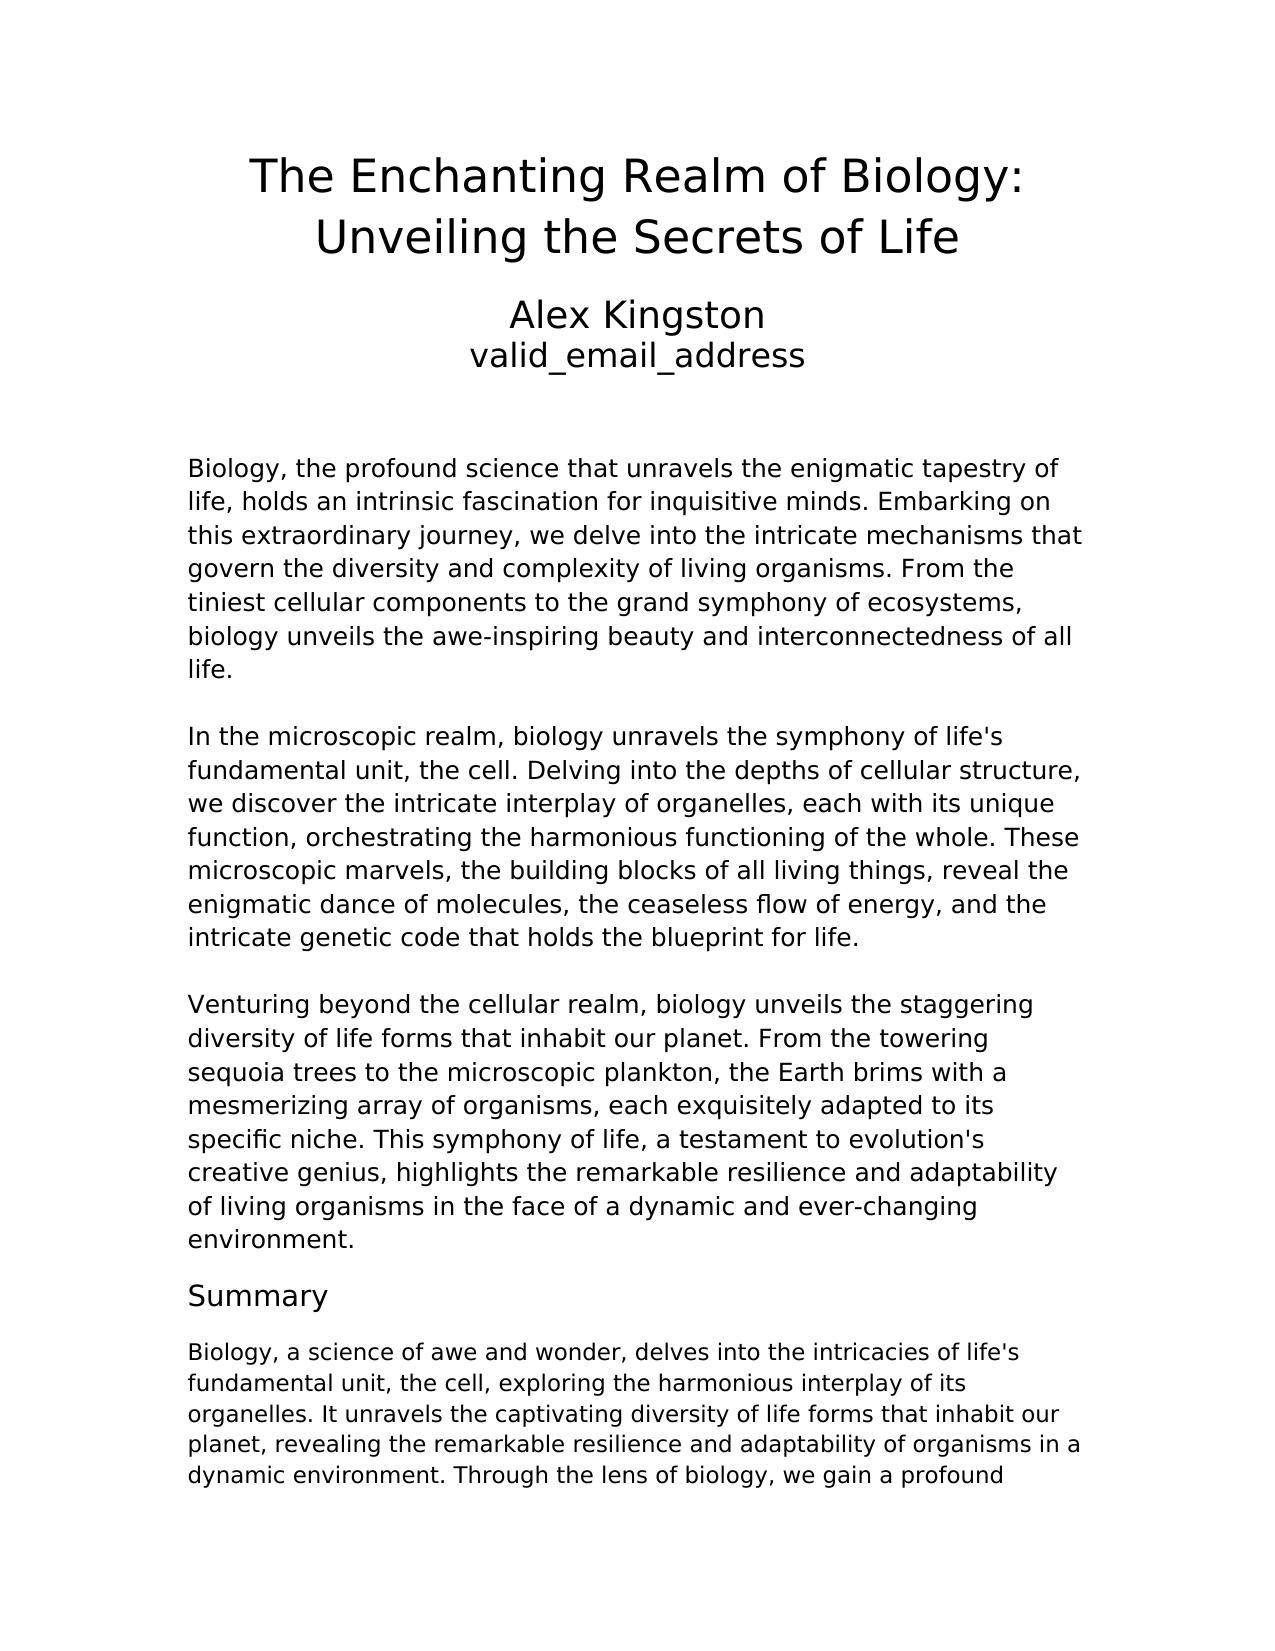 The Enchanting Realm of Biology:
Unveiling the Secrets of Life
Alex Kingston
valid_email_address
Biology, the profound science that unravels the enigmatic tapestry of
life, holds an intrinsic fascination for inquisitive minds. Embarking on
this extraordinary journey, we delve into the intricate mechanisms that
govern the diversity and complexity of living organisms. From the
tiniest cellular components to the grand symphony of ecosystems,
biology unveils the awe-inspiring beauty and interconnectedness of all
life.
In the microscopic realm, biology unravels the symphony of life's
fundamental unit, the cell. Delving into the depths of cellular structure,
we discover the intricate interplay of organelles, each with its unique
function, orchestrating the harmonious functioning of the whole. These
microscopic marvels, the building blocks of all living things, reveal the
enigmatic dance of molecules, the ceaseless flow of energy, and the
intricate genetic code that holds the blueprint for life.
Venturing beyond the cellular realm, biology unveils the staggering
diversity of life forms that inhabit our planet. From the towering
sequoia trees to the microscopic plankton, the Earth brims with a
mesmerizing array of organisms, each exquisitely adapted to its
specific niche. This symphony of life, a testament to evolution's
creative genius, highlights the remarkable resilience and adaptability
of living organisms in the face of a dynamic and ever-changing
environment.
Summary
Biology, a science of awe and wonder, delves into the intricacies of life's
fundamental unit, the cell, exploring the harmonious interplay of its
organelles. It unravels the captivating diversity of life forms that inhabit our
planet, revealing the remarkable resilience and adaptability of organisms in a
dynamic environment. Through the lens of biology, we gain a profound